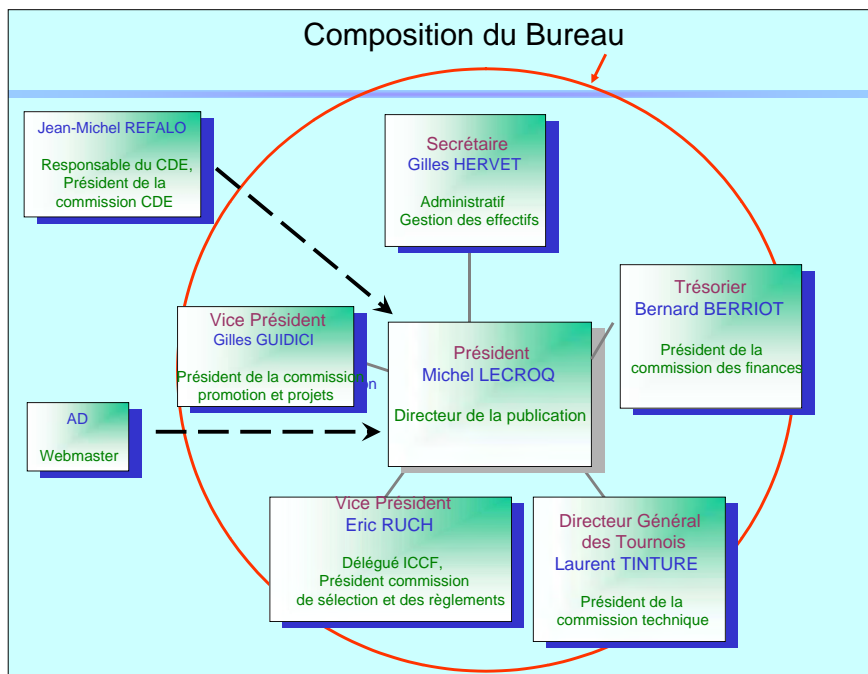 Composition du Bureau
Jean-Michel REFALO
Responsable du CDE,
Président de la
commission CDE
Secrétaire
Gilles HERVET
Administratif
Gestion des effectifs
Trésorier
Bernard BERRIOT
Président de la
commission des finances
Vice Président
Gilles GUIDICI
Président de la commission
promotion et projets
Président
Michel LECROQ
Directeur de la publication
AD
Webmaster
Vice Président
Eric RUCH
Délégué ICCF,
Président commission
de sélection et des règlements
Directeur Général
des Tournois
Laurent TINTURE
Président de la
commission technique